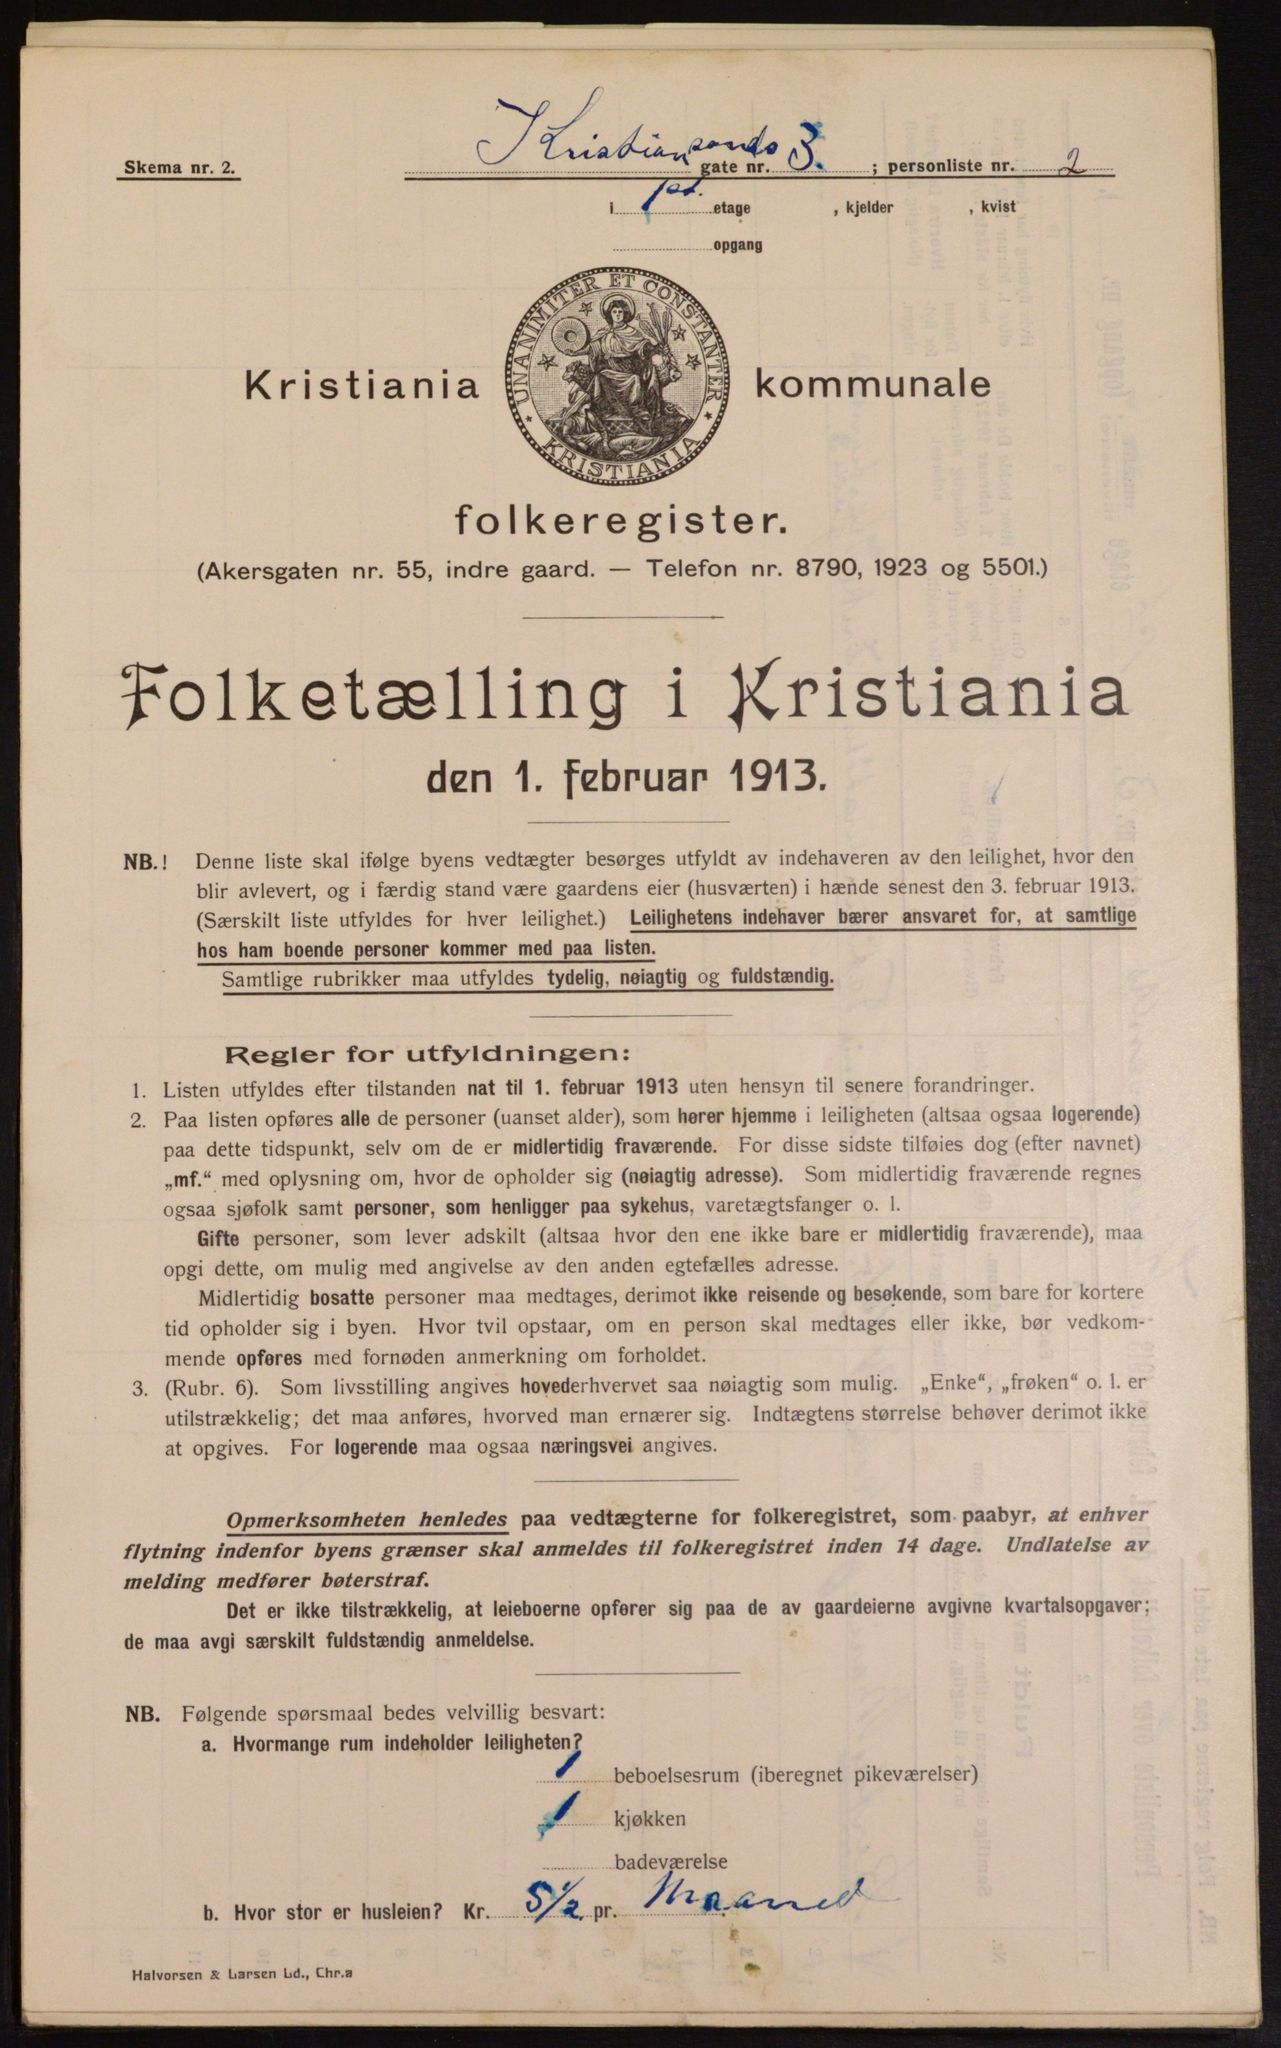 Skema nr. 2.
Kristiansands gate nr. 3. ; personliste nr. 2
i 1st. etage , kjelder , kvist
opgang
UNANIMITER ET CONSTANTER
KRISTIANIA
Kristiania kommunale
folkeregister.
(Akersgaten nr. 55, indre gaard. — Telefon nr. 8790, 1923 og 5501.)
Folketælling i Kristiania
den 1. februar 1913.
NB.! Denne liste skal ifølge byens vedtægter besørges utfyldt av indehaveren av den leilighet, hvor den
blir avlevert, og i færdig stand være gaardens eier (husværten) i hænde senest den 3. februar 1913.
(Særskilt liste utfyldes for hver leilighet.) Leilighetens indehaver bærer ansvaret for, at samtlige
hos ham boende personer kommer med paa listen.
Samtlige rubrikker maa utfyldes tydelig, nøiagtig og fuldstændig.
Regler for utfyldningen:
1. Listen utfyldes efter tilstanden nat til 1. februar 1913 uten hensyn til senere forandringer.
2. Paa listen opføres alle de personer (uanset alder), som hører hjemme i leiligheten (altsaa ogsaa logerende)
paa dette tidspunkt, selv om de er midlertidig fraværende. For disse sidste tilføies dog (efter navnet)
„mf.“ med oplysning om, hvor de opholder sig (nøiagtig adresse). Som midlertidig fraværende regnes
ogsaa sjøfolk samt personer, som henligger paa sykehus, varetægtsfanger o. l.
Gifte personer, som lever adskilt (altsaa hvor den ene ikke bare er midlertidig fraværende), maa
opgi dette, om mulig med angivelse av den anden egtefælles adresse.
Midlertidig bosatte personer maa medtages, derimot ikke reisende og besøkende, som bare for kortere
tid opholder sig i byen. Hvor tvil opstaar, om en person skal medtages eller ikke, bør vedkom-
mende opføres med fornøden anmerkning om forholdet.
3. (Rubr. 6). Som livsstilling angives hovederhvervet saa nøiagtig som mulig. „Enke“, „frøken“ o. l. er
utilstrækkelig; det maa anføres, hvorved man ernærer sig. Indtægtens størrelse behøver derimot ikke
at opgives. For logerende maa ogsaa næringsvei angives.
Opmerksomheten henledes paa vedtægterne for folkeregistret, som paabyr, at enhver
flytning indenfor byens grænser skal anmeldes til folkeregistret inden 14 dage. Undlatelse av
melding medfører bøterstraf.
Det er ikke tilstrækkelig, at leieboerne opfører sig paa de av gaardeierne avgivne kvartalsopgaver;
de maa avgi særskilt fuldstændig anmeldelse.
NB. Følgende spørsmaal bedes velvillig besvart:
a. Hvormange rum indeholder leiligheten?
1 beboelsesrum (iberegnet pikeværelser)
1 kjøkken
badeværelse
b. Hvor stor er husleien? Kr. 5 1/2 pr. Maaned
Halvorsen & Larsen Ld., Chr.a